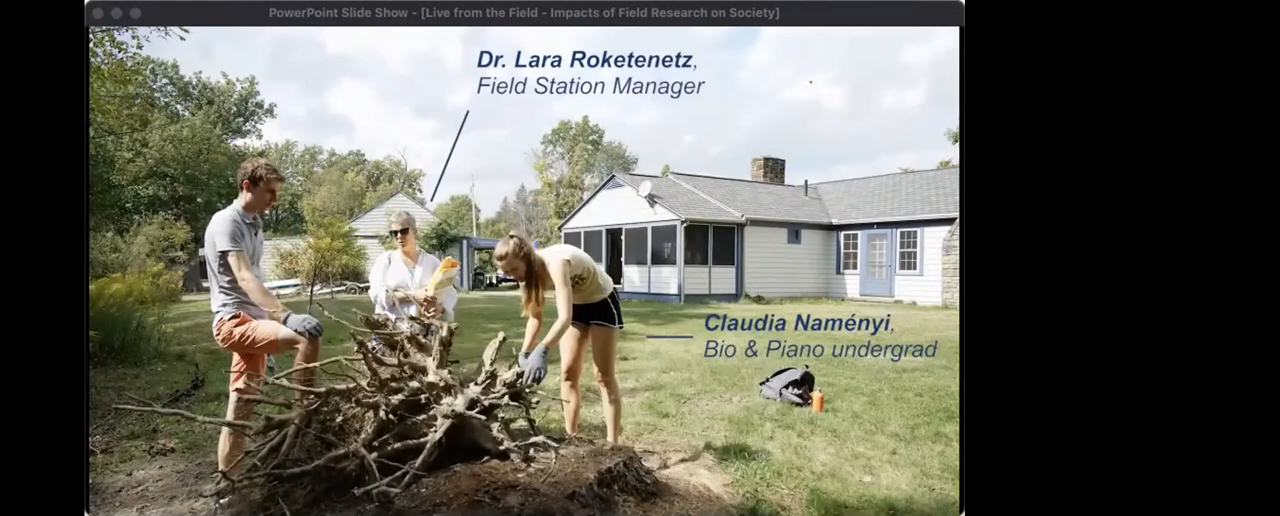 PowerPoint Slide Show - [Live from the Field - Impacts of Field Research on Society]
Dr. Lara Roketenetz,
Field Station Manager
Claudia Naményi,
Bio & Piano undergrad